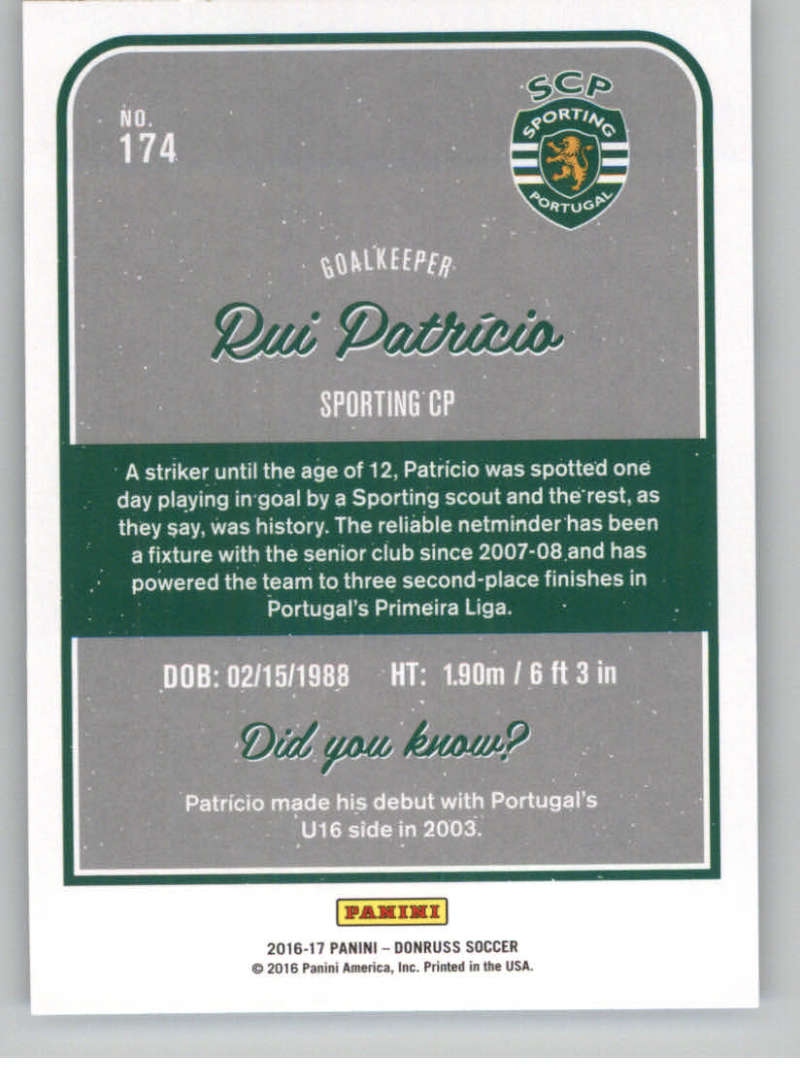 NO.
174
SCP
SPORTING
PORTUGAL
GOALKEEPER
Rui Patrício
SPORTING CP
A striker until the age of 12, Patrício was spotted one
day playing in goal by a Sporting scout and the rest, as
they say, was history. The reliable netminder has been
a fixture with the senior club since 2007-08 and has
powered the team to three second-place finishes in
Portugal's Primeira Liga.
DOB: 02/15/1988 HT: 1.90m / 6 ft 3 in
Did you know?
Patrício made his debut with Portugal's
U16 side in 2003.
PANINI
2016-17 PANINI – DONRUSS SOCCER
© 2016 Panini America, Inc. Printed in the USA.